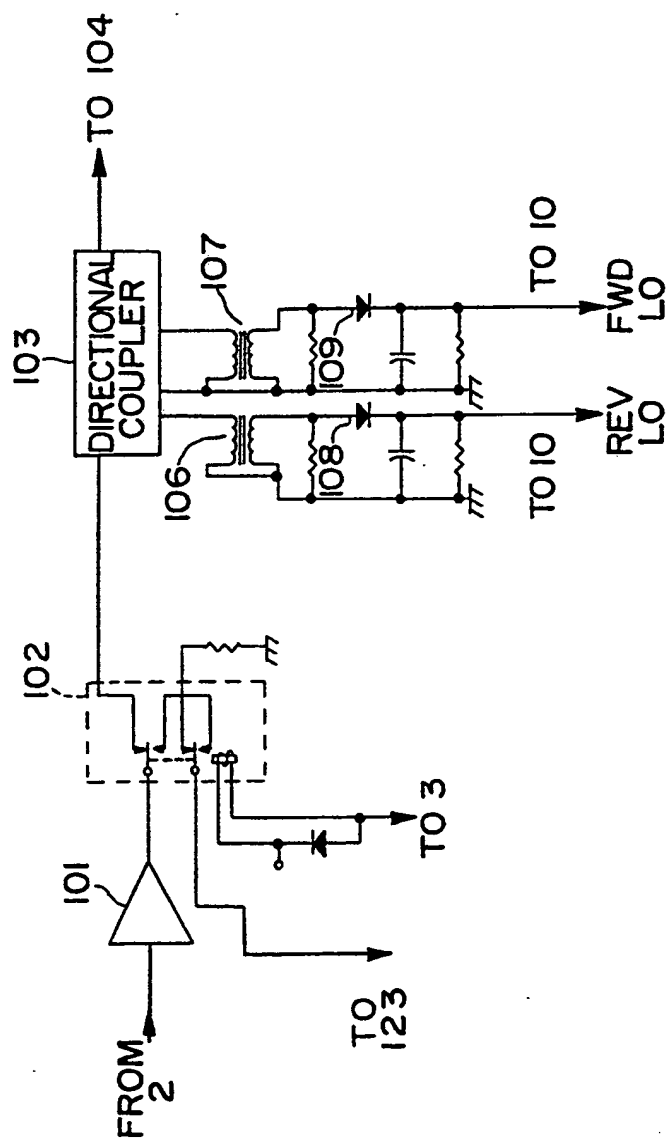 FROM
2
101
102
103
DIRECTIONAL
COUPLER
TO 104
106
107
108
109
TO
123
TO 3
TO 10
REV
LO
TO 10
FWD
LO